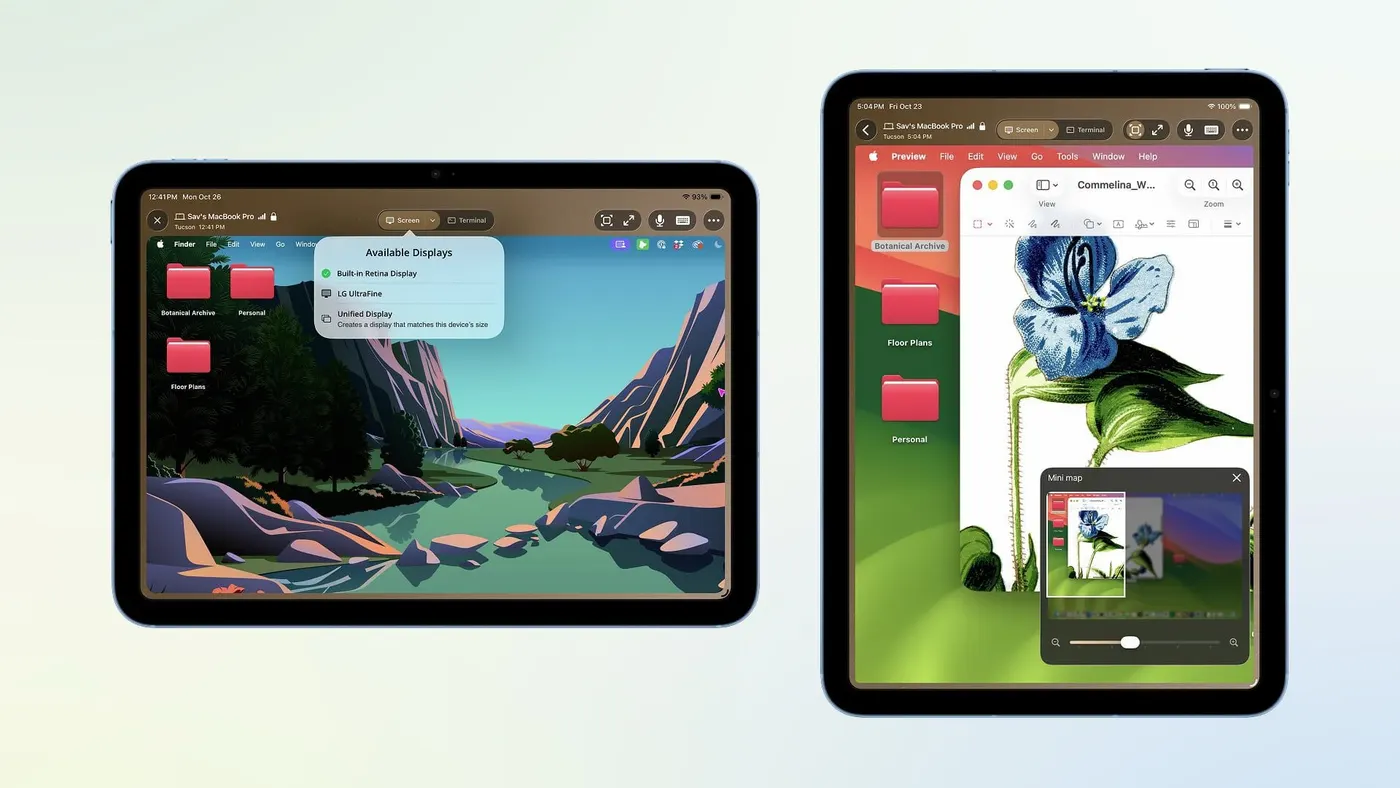 12:41 PM Mon Oct 26
93%
Sav's MacBook Pro
Tucson 12:41 PM
Screen
Terminal
Finder File Edit View Go Window
Available Displays
Built-in Retina Display
LG UltraFine
Unified Display
Creates a display that matches this device's size
Botanical Archive
Personal
Floor Plans
5:04 PM Fri Oct 23
100%
Sav's MacBook Pro
Tucson 5:04 PM
Screen
Terminal
Preview File Edit View Go Tools Window Help
Commelina_W...
View
Zoom
Botanical Archive
Floor Plans
Personal
Mini map